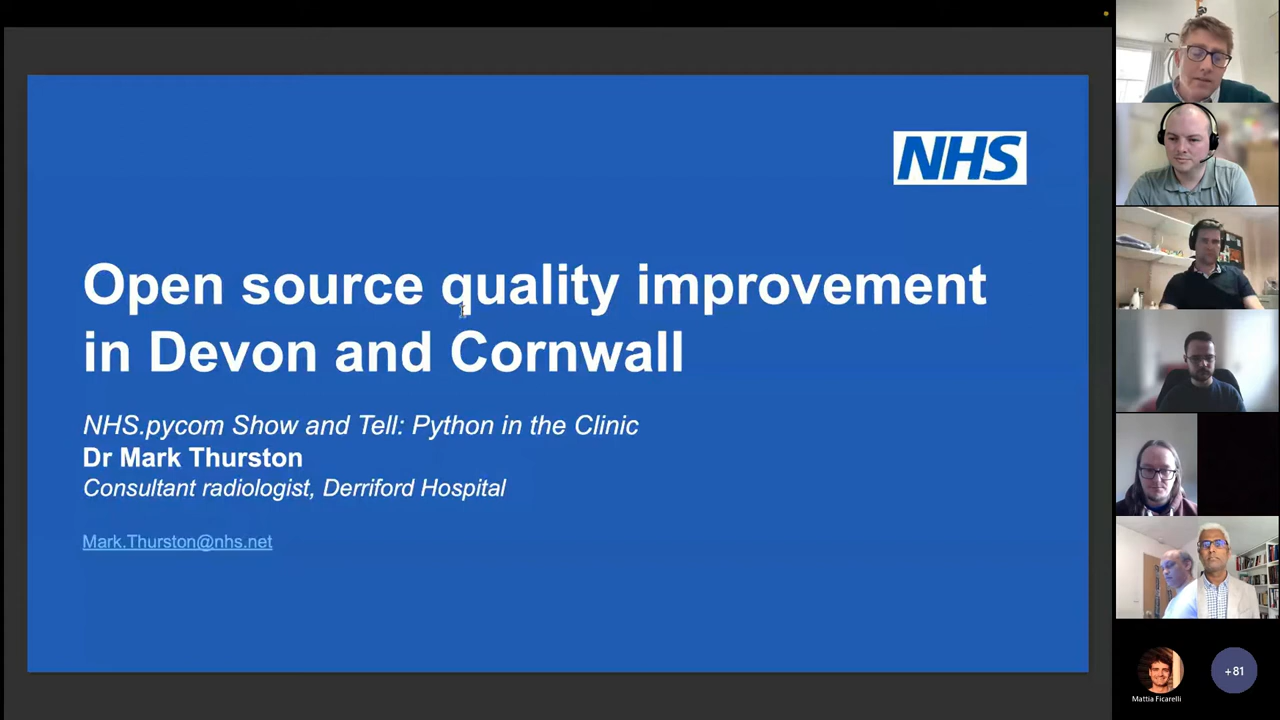 NHS
Open source quality improvement
in Devon and Cornwall
NHS.pycom Show and Tell: Python in the Clinic
Dr Mark Thurston
Consultant radiologist, Derriford Hospital
Mark.Thurston@nhs.net
Mattia Ficarelli
+81